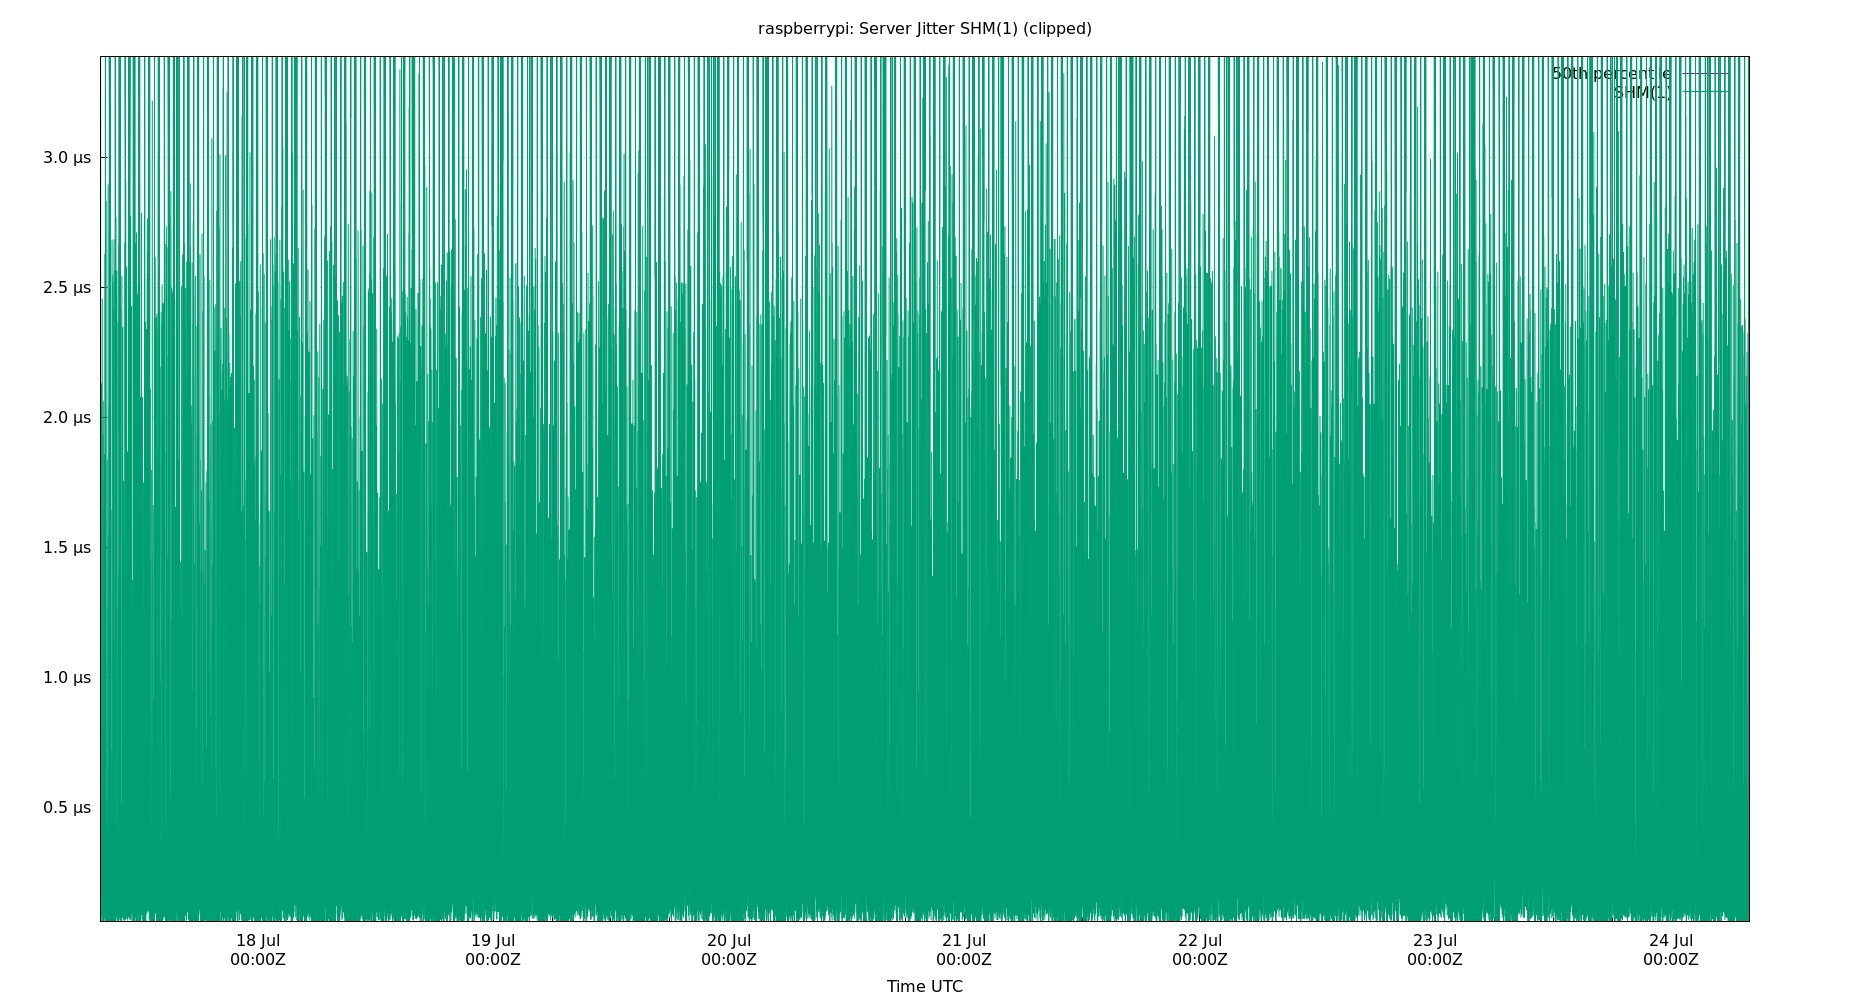 raspberrypi: Server Jitter SHM(1) (clipped)
50th percentile
SHM(1)
3.0 µs
2.5 µs
2.0 µs
1.5 µs
1.0 µs
0.5 µs
18 Jul 19 Jul 20 Jul 21 Jul 22 Jul 23 Jul 24 Jul
00:00Z 00:00Z 00:00Z 00:00Z 00:00Z 00:00Z 00:00Z
Time UTC